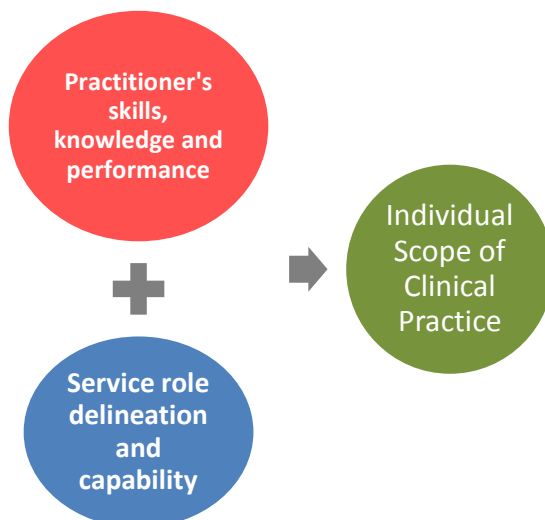 Practitioner's
skills,
knowledge and
performance
Individual
Scope of
Clinical
Practice
Service role
delineation
and
capability